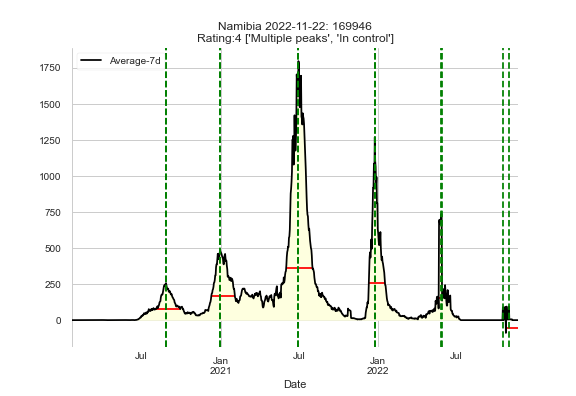 Namibia 2022-11-22: 169946
Rating:4 ['Multiple peaks', 'In control']
Average-7d
1750
1500
1250
1000
750
500
250
0
Jul
Jan
2021
Jul
Jan
2022
Jul
Date